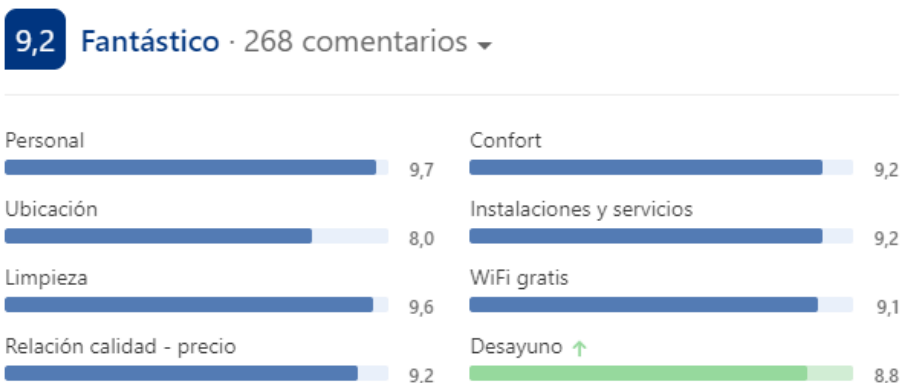 9,2 Fantástico · 268 comentarios
Personal
9,7
Confort
9,2
Ubicación
8,0
Instalaciones y servicios
9,2
Limpieza
9,6
WiFi gratis
9,1
Relación calidad - precio
9,2
Desayuno ↑
8,8